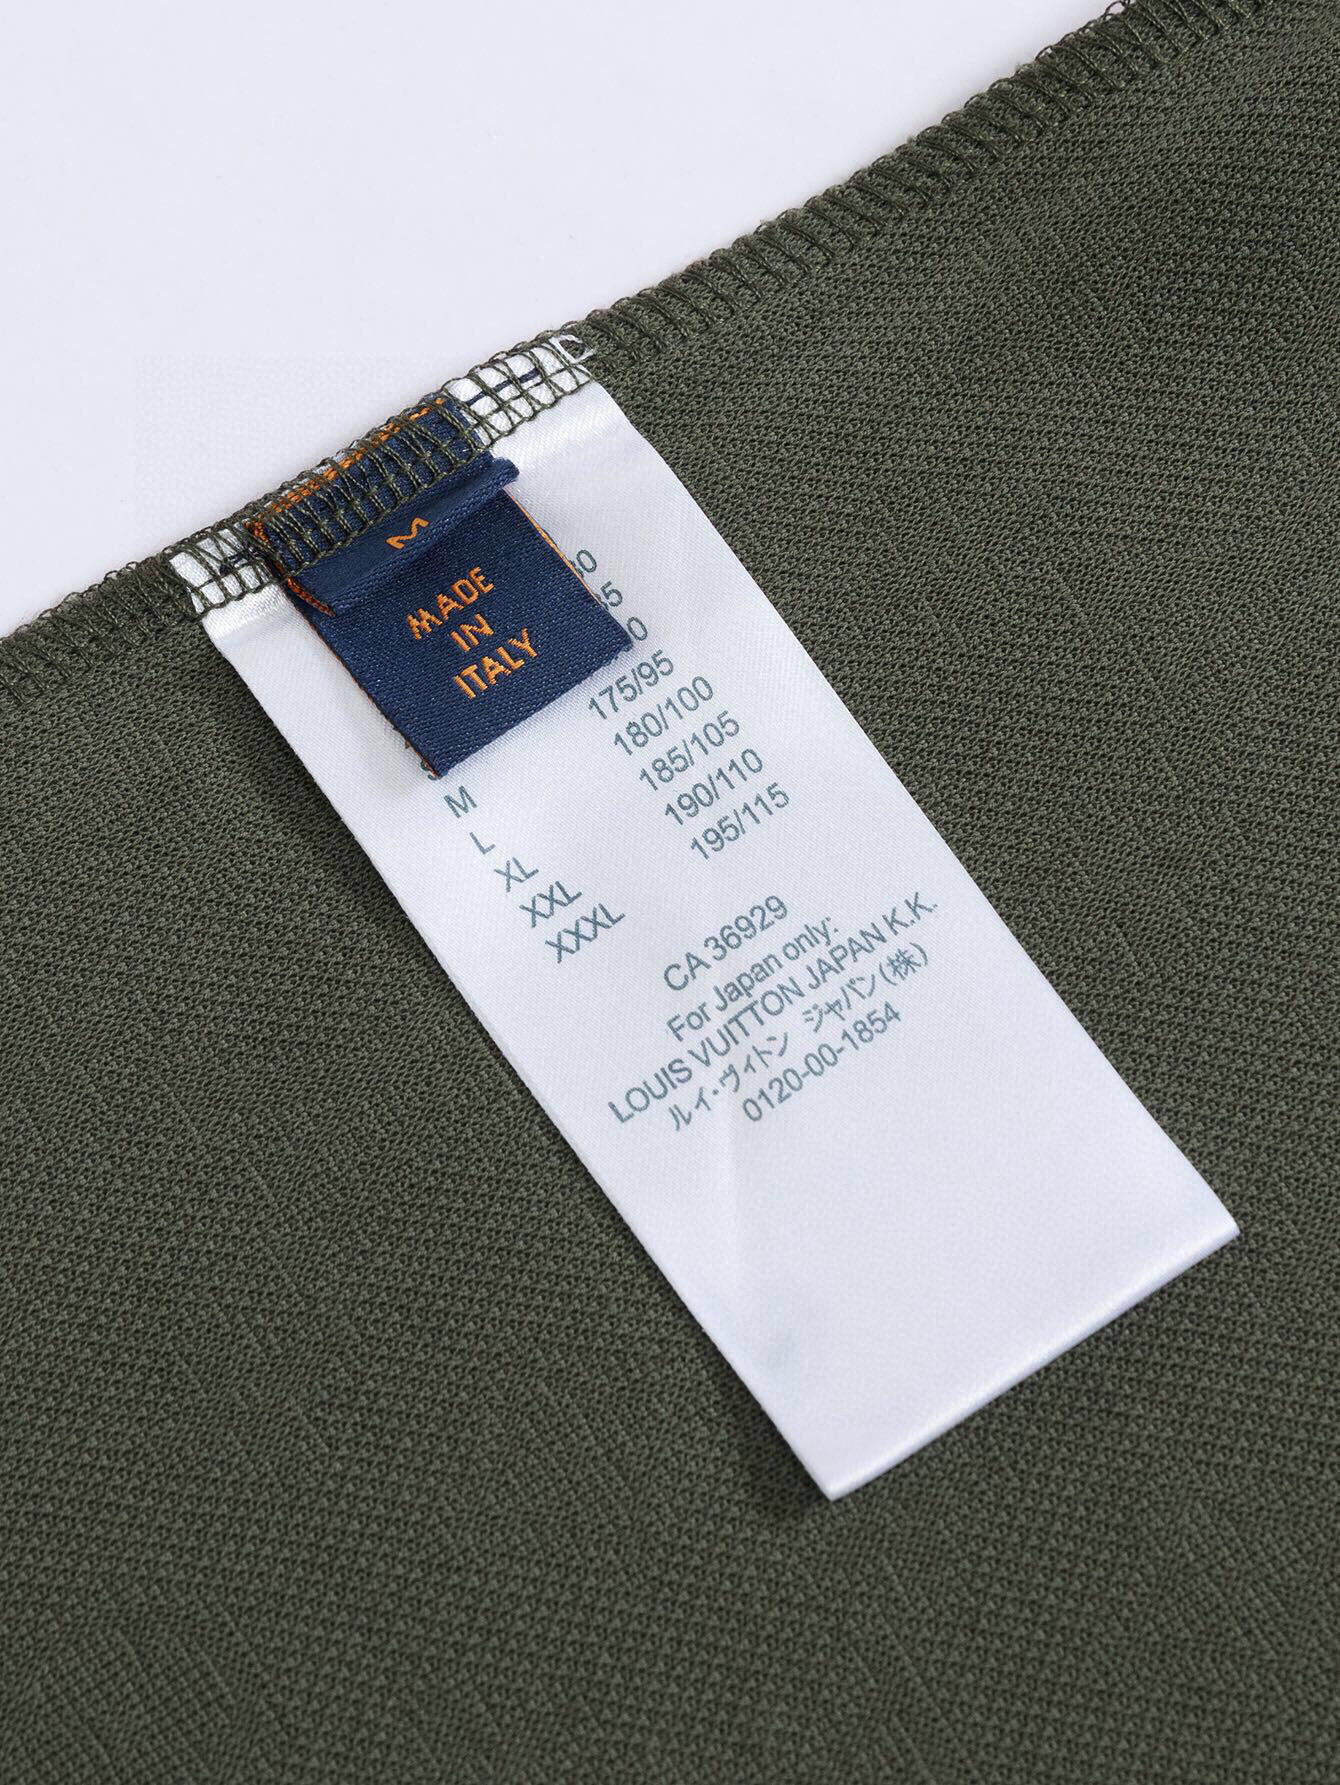 M
MADE
IN
ITALY
175/95
180/100
M 185/105
L 190/110
XL 195/115
XXL
XXXL
CA 36929
For Japan only:
LOUIS VUITTON JAPAN K.K.
ルイ・ヴィトン ジャパン(株)
0120-00-1854